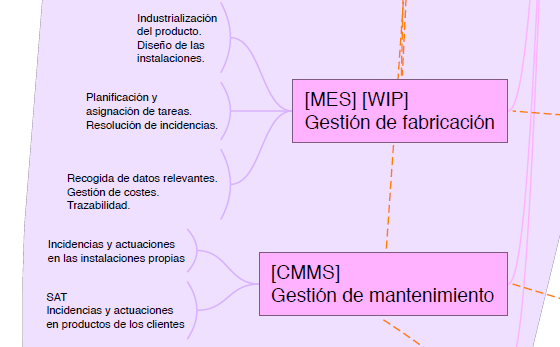 Industrialización
del producto.
Diseño de las
instalaciones.
[MES] [WIP]
Gestión de fabricación
Planificación y
asignación de tareas.
Resolución de incidencias.
Recogida de datos relevantes.
Gestión de costes.
Trazabilidad.
[CMMS]
Gestión de mantenimiento
Incidencias y actuaciones
en las instalaciones propias
SAT
Incidencias y actuaciones
en productos de los clientes